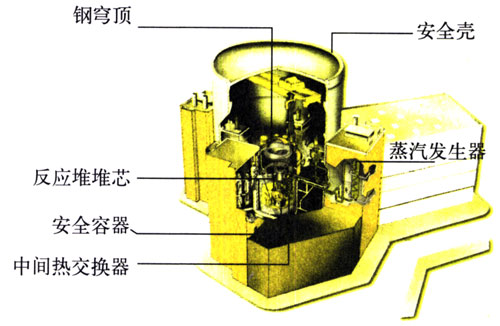 钢穹顶
安全壳
蒸汽发生器
反应堆堆芯
安全容器
中间热交换器